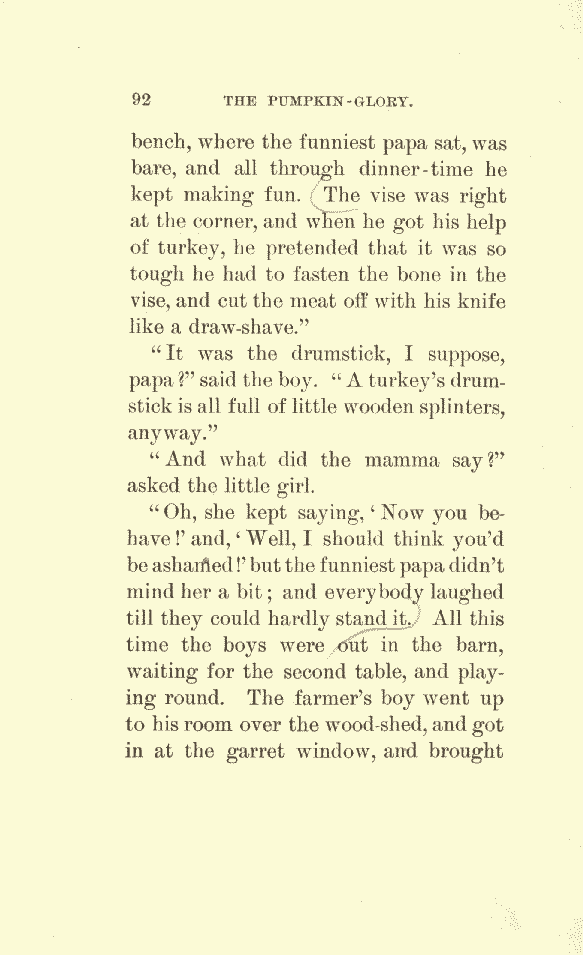 92 THE PUMPKIN-GLORY.
bench, where the funniest papa sat, was
bare, and all through dinner-time he
kept making fun. (The vise was right
at the corner, and when he got his help
of turkey, he pretended that it was so
tough he had to fasten the bone in the
vise, and cut the meat off with his knife
like a draw-shave.”
“It was the drumstick, I suppose,
papa?” said the boy. “A turkey’s drum-
stick is all full of little wooden splinters,
anyway.”
“And what did the mamma say?”
asked the little girl.
“Oh, she kept saying, ‘Now you be-
have!’ and, ‘Well, I should think you’d
be ashamed!’ but the funniest papa didn’t
mind her a bit; and everybody laughed
till they could hardly stand it.) All this
time the boys were out in the barn,
waiting for the second table, and play-
ing round. The farmer’s boy went up
to his room over the wood-shed, and got
in at the garret window, and brought